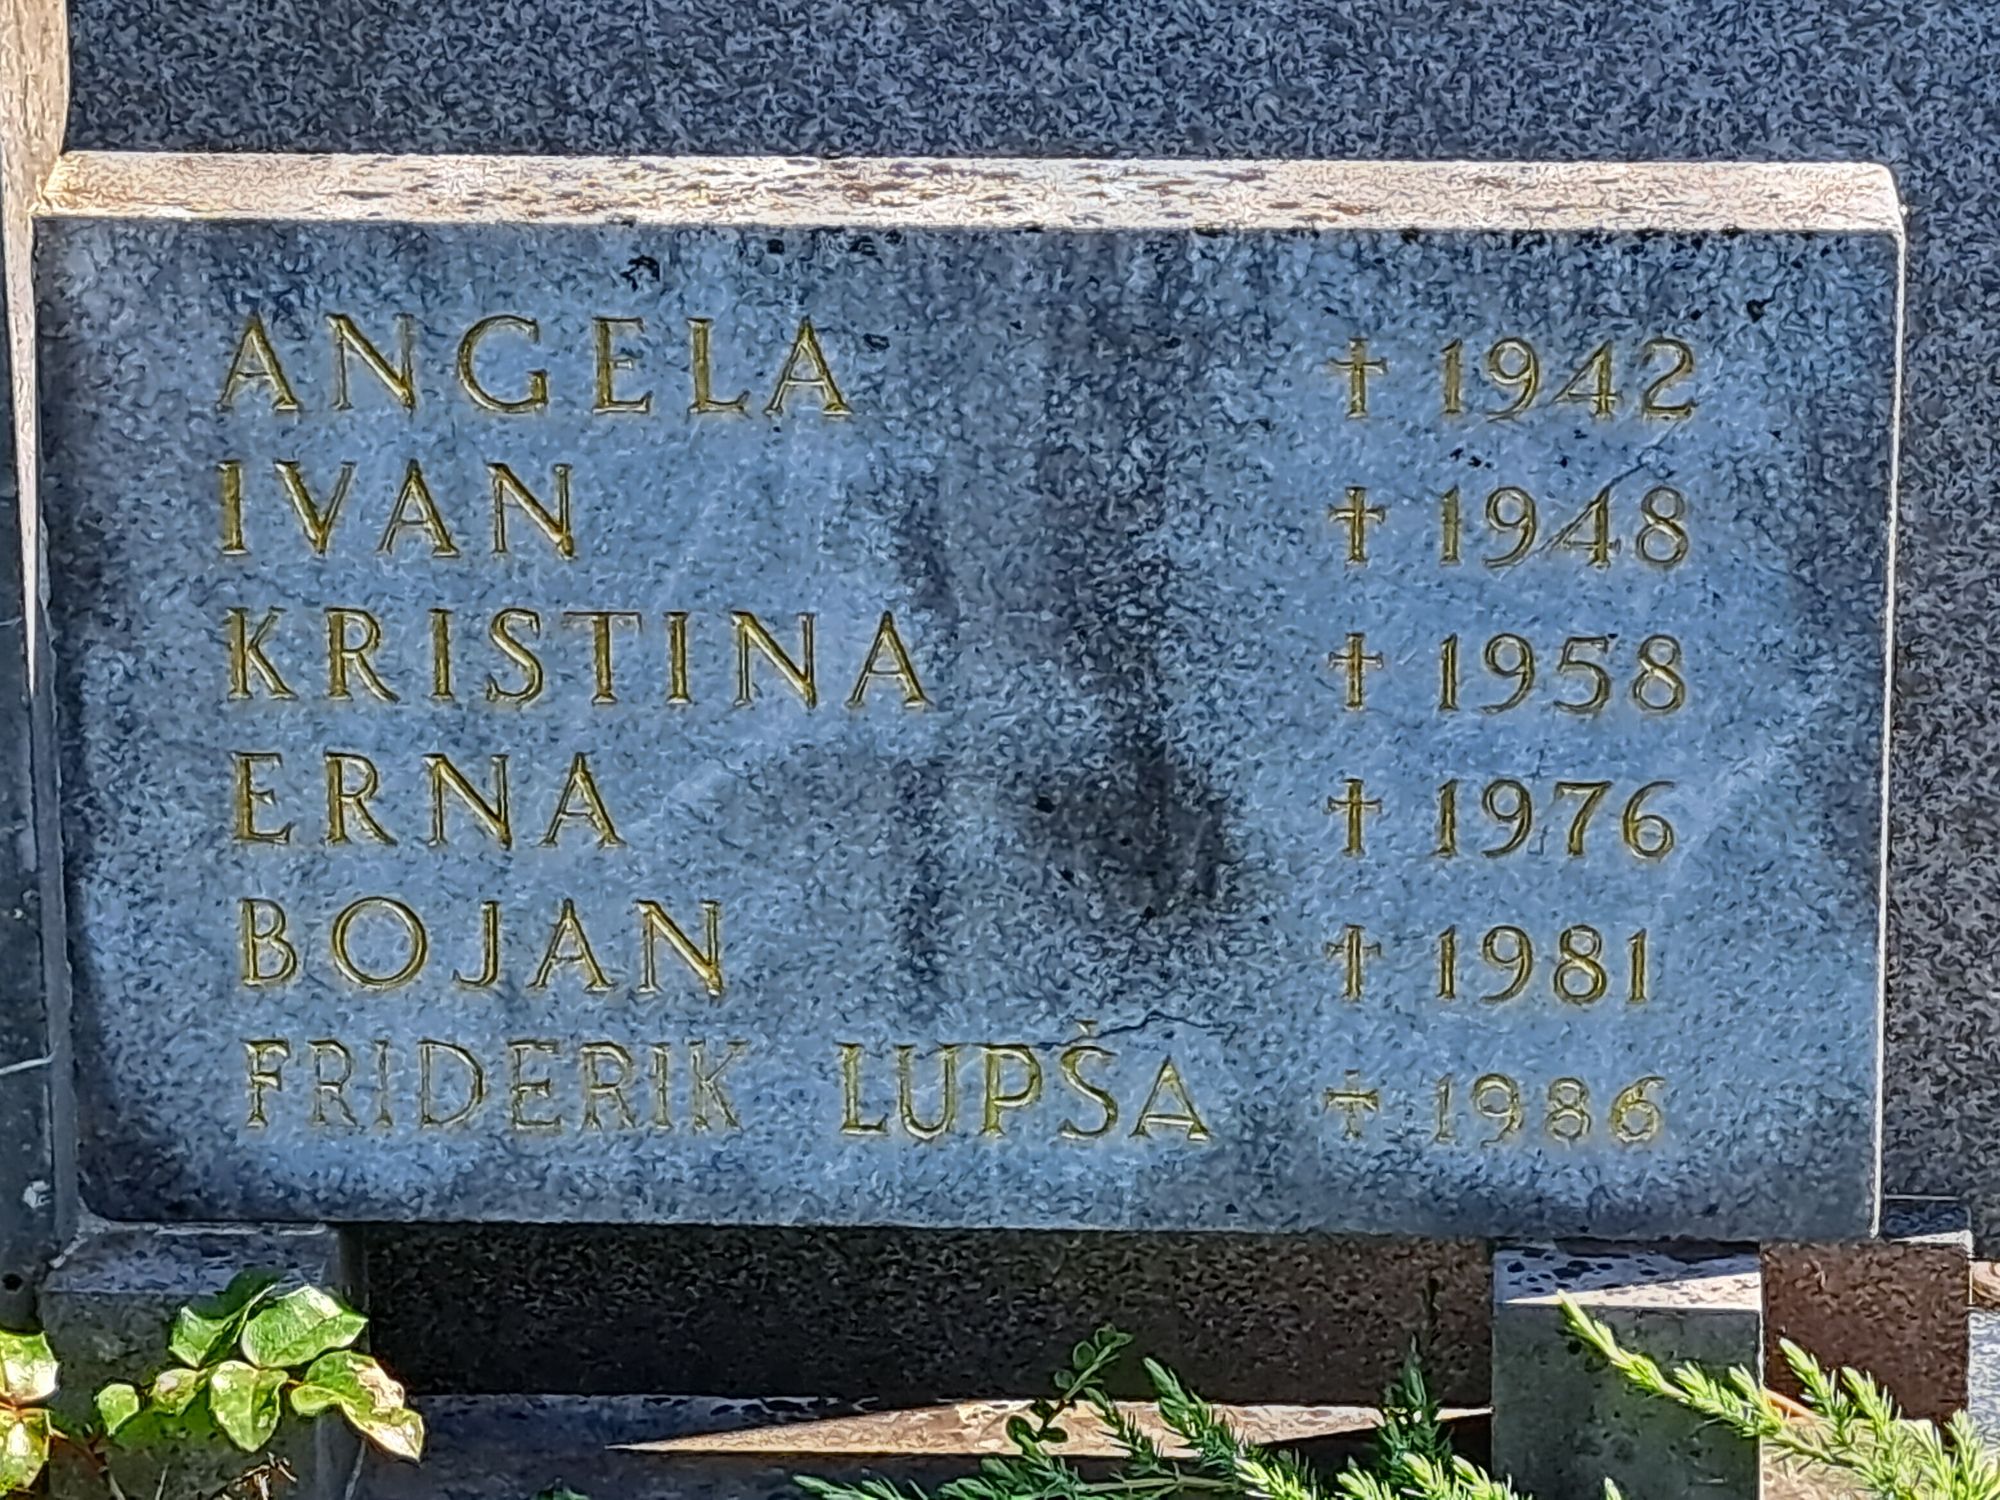 ANGELA † 1942
IVAN † 1948
KRISTINA † 1958
ERNA † 1976
BOJAN † 1981
FRIDERIK LUPŠA † 1986